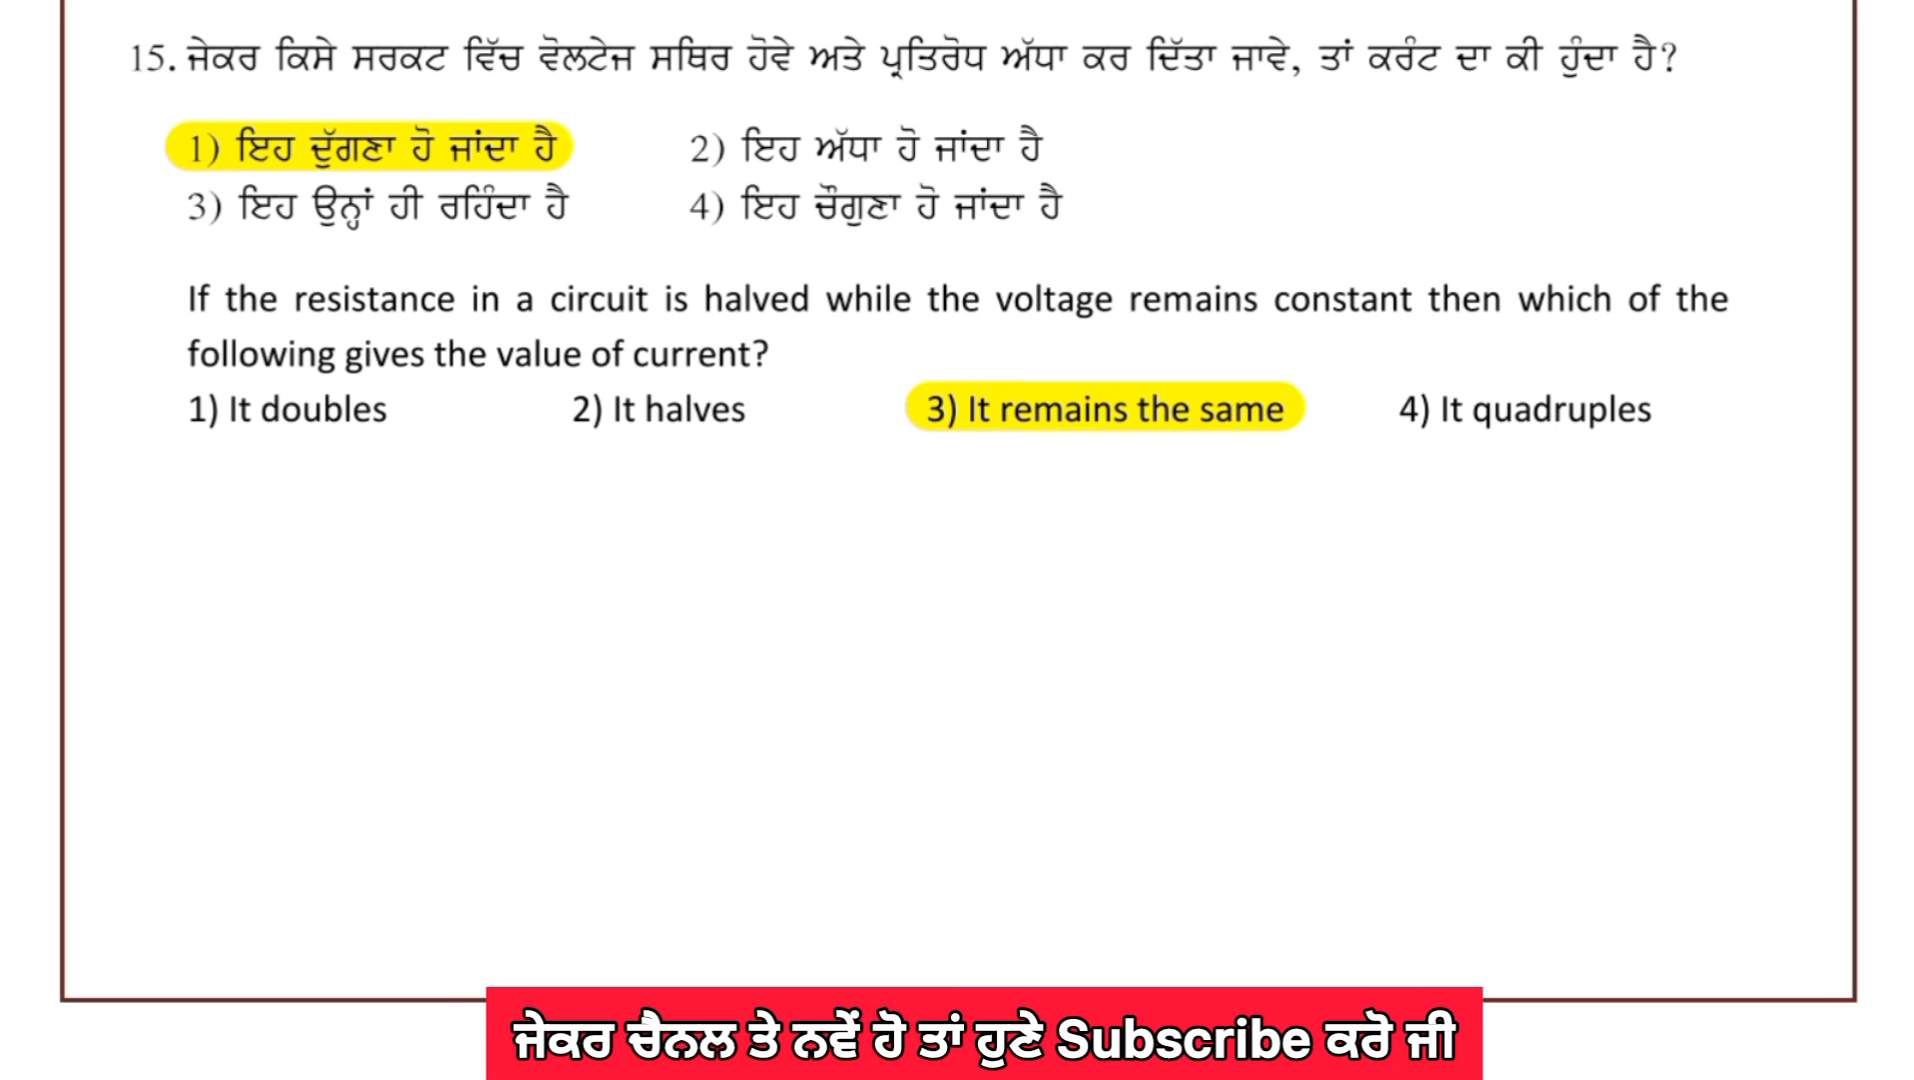 15. ਜੇਕਰ ਕਿਸੇ ਸਰਕਟ ਵਿੱਚ ਵੋਲਟੇਜ ਸਥਿਰ ਹੋਵੇ ਅਤੇ ਪ੍ਰਤਿਰੋਧ ਅੱਧਾ ਕਰ ਦਿੱਤਾ ਜਾਵੇ, ਤਾਂ ਕਰੰਟ ਦਾ ਕੀ ਹੁੰਦਾ ਹੈ?
1) ਇਹ ਦੁੱਗਣਾ ਹੋ ਜਾਂਦਾ ਹੈ 2) ਇਹ ਅੱਧਾ ਹੋ ਜਾਂਦਾ ਹੈ
3) ਇਹ ਉਨ੍ਹਾਂ ਹੀ ਰਹਿੰਦਾ ਹੈ 4) ਇਹ ਚੌਗੁਣਾ ਹੋ ਜਾਂਦਾ ਹੈ
If the resistance in a circuit is halved while the voltage remains constant then which of the
following gives the value of current?
1) It doubles 2) It halves 3) It remains the same 4) It quadruples
ਜੇਕਰ ਚੈਨਲ ਤੇ ਨਵੇਂ ਹੋ ਤਾਂ ਹੁਣੇ Subscribe ਕਰੋ ਜੀ